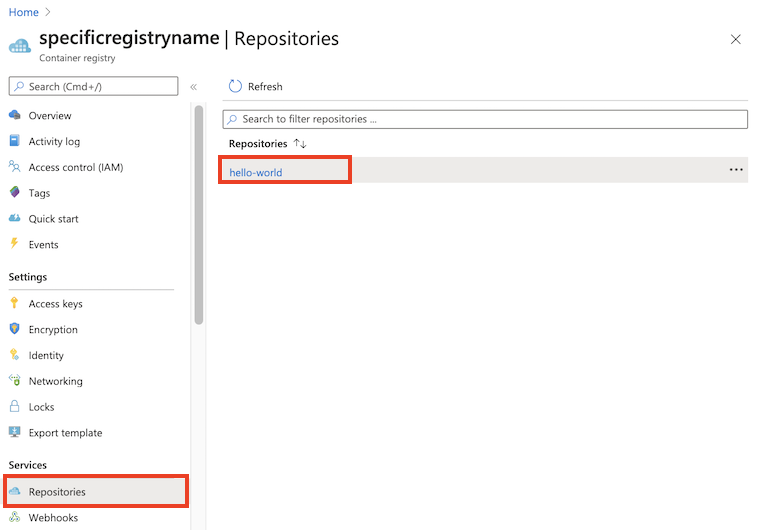 Home >
specificregistryname | Repositories
Container registry
Search (Cmd+/)
«
Refresh
Search to filter repositories ...
Repositories ↑↓
hello-world
...
Overview
Activity log
Access control (IAM)
Tags
Quick start
Events
Settings
Access keys
Encryption
Identity
Networking
Locks
Export template
Services
Repositories
Webhooks